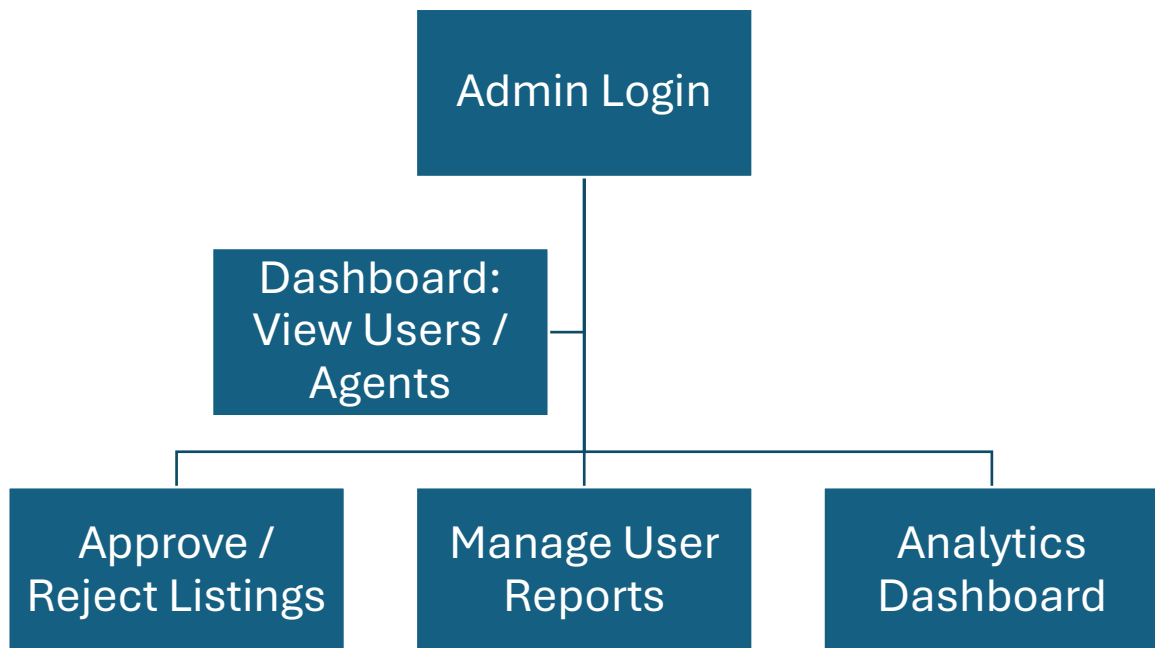 Admin Login
Dashboard:
View Users /
Agents
Approve /
Reject Listings
Manage User
Reports
Analytics
Dashboard